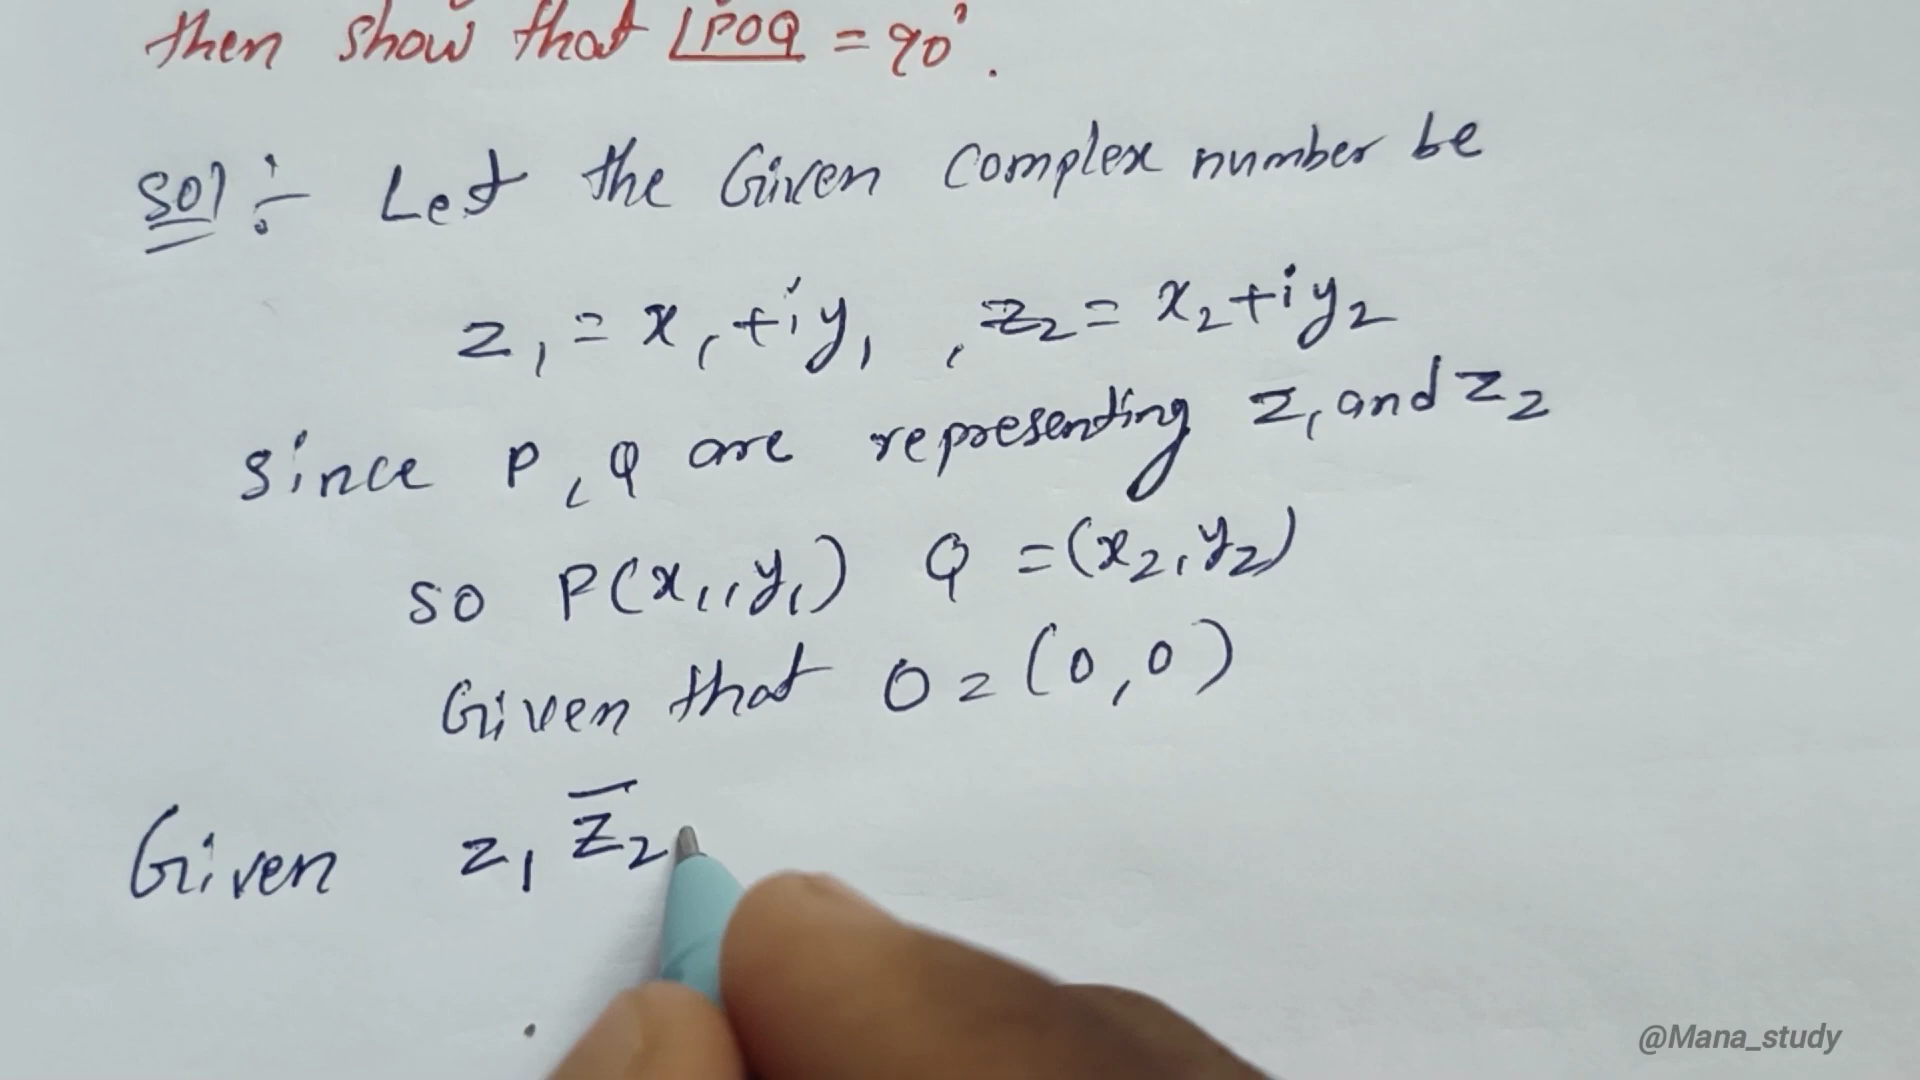 then show that ∠POQ = 90°.
Sol :- Let the Given complex number be
z₁ = x₁+iy₁ , z₂ = x₂+iy₂
since P, Q are representing z₁ and z₂
so P(x₁,y₁) Q = (x₂,y₂)
Given that O = (0,0)
Given z₁ z̅₂
@Mana_study